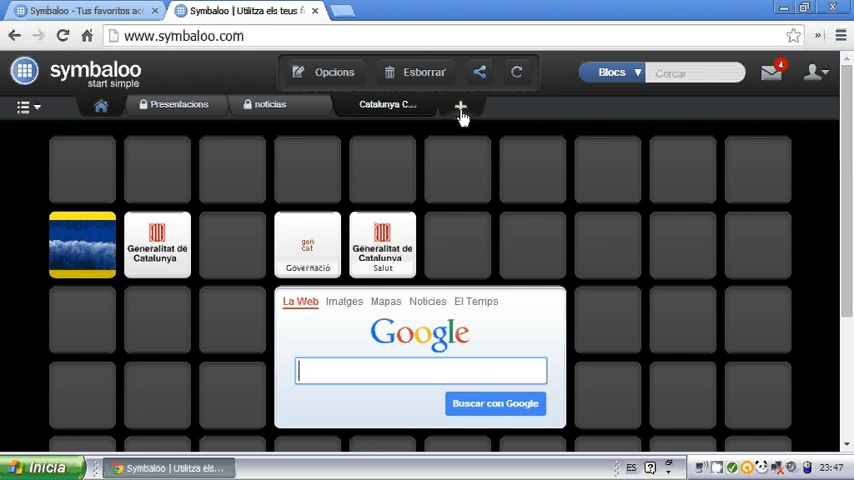 Symbaloo - Tus favoritos acc
Symbaloo | Utilitza els teus f
www.symbaloo.com
symbaloo
start simple
Opcions
Esborrar
Blocs
Cercar
4
Presentacions
noticias
Catalunya C...
Generalitat de
Catalunya
gen
cat
Governació
Generalitat de
Catalunya
Salut
La Web Imatges Mapas Noticies El Temps
Google
Buscar con Google
Inicia
Symbaloo | Utilitza els...
ES
23:47